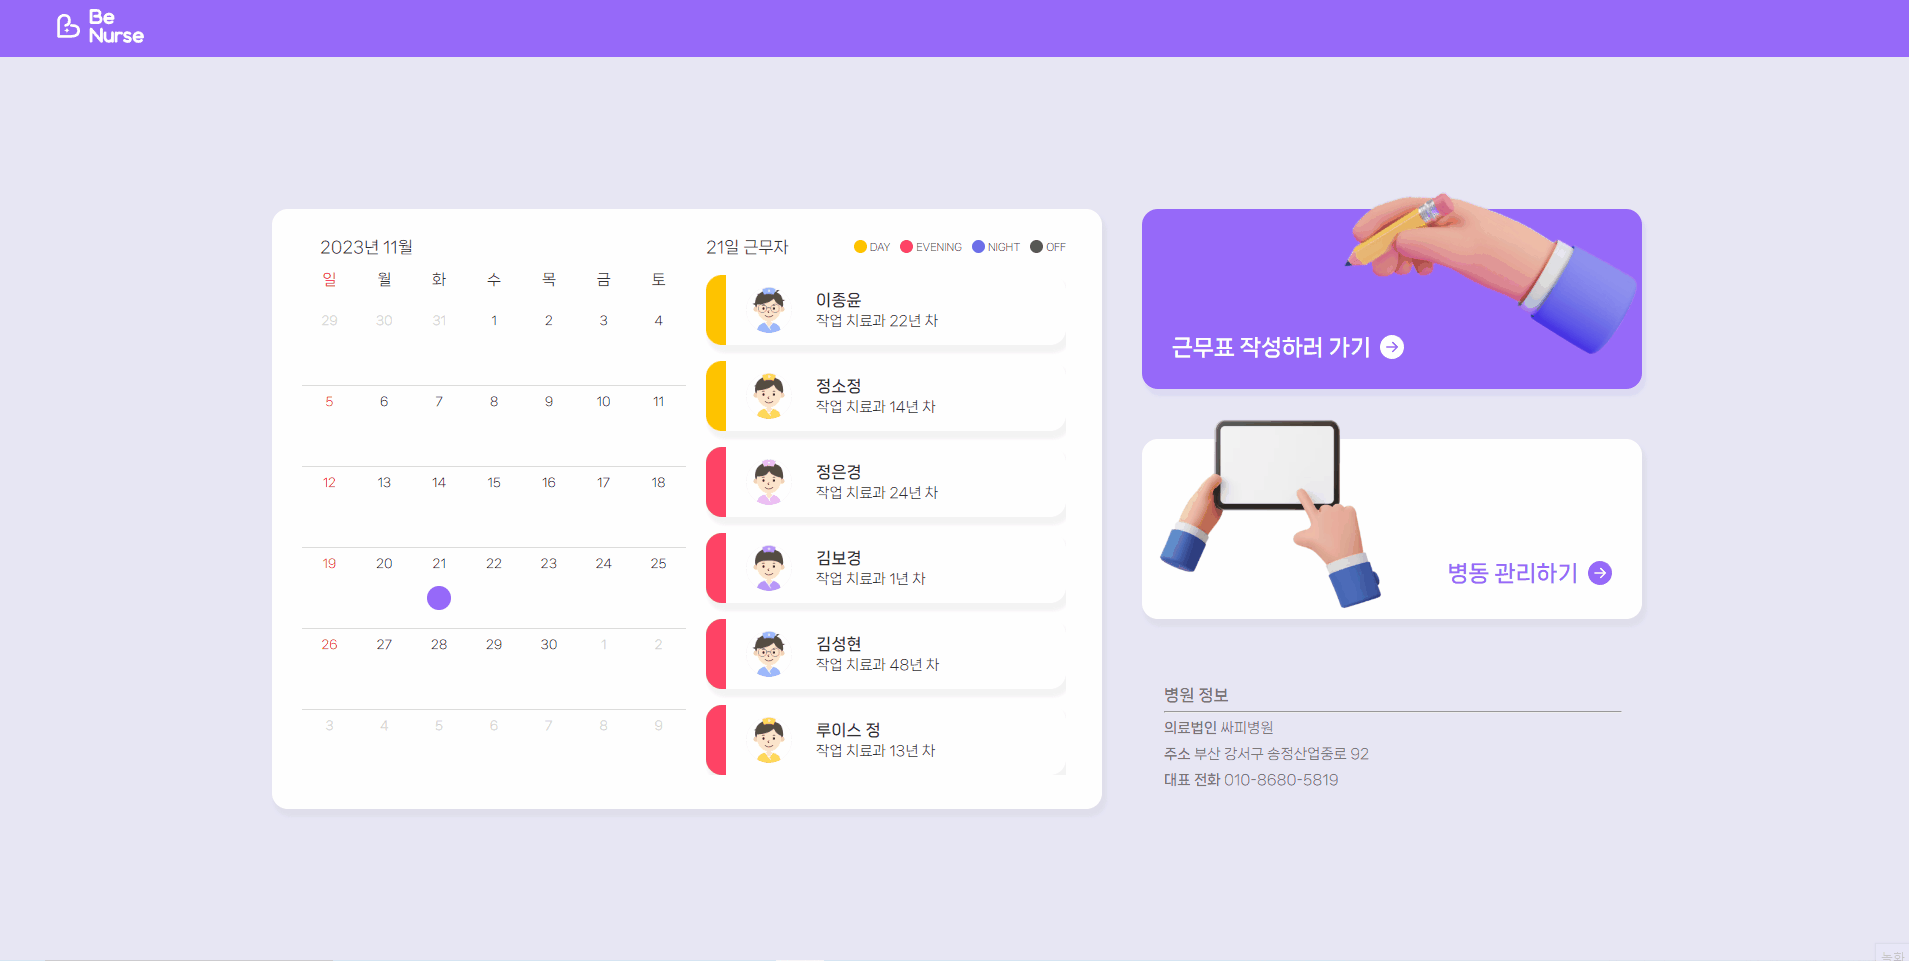 Be
Nurse
2023년 11월
일 월 화 수 목 금 토
29 30 31 1 2 3 4
5 6 7 8 9 10 11
12 13 14 15 16 17 18
19 20 21 22 23 24 25
26 27 28 29 30 1 2
3 4 5 6 7 8 9
21일 근무자
DAY EVENING NIGHT OFF
이종윤
작업 치료과 22년 차
정소정
작업 치료과 14년 차
정은경
작업 치료과 24년 차
김보경
작업 치료과 1년 차
김성현
작업 치료과 48년 차
루이스 정
작업 치료과 13년 차
근무표 작성하러 가기
병동 관리하기
병원 정보
의료법인 싸피병원
주소 부산 강서구 송정산업중로 92
대표 전화 010-8680-5819